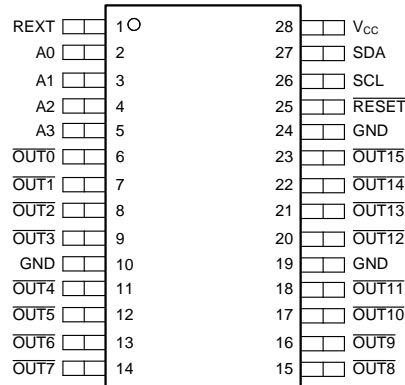 REXT 1 28 VCC
A0 2 27 SDA
A1 3 26 SCL
A2 4 25 RESET
A3 5 24 GND
OUT0 6 23 OUT15
OUT1 7 22 OUT14
OUT2 8 21 OUT13
OUT3 9 20 OUT12
GND 10 19 GND
OUT4 11 18 OUT11
OUT5 12 17 OUT10
OUT6 13 16 OUT9
OUT7 14 15 OUT8